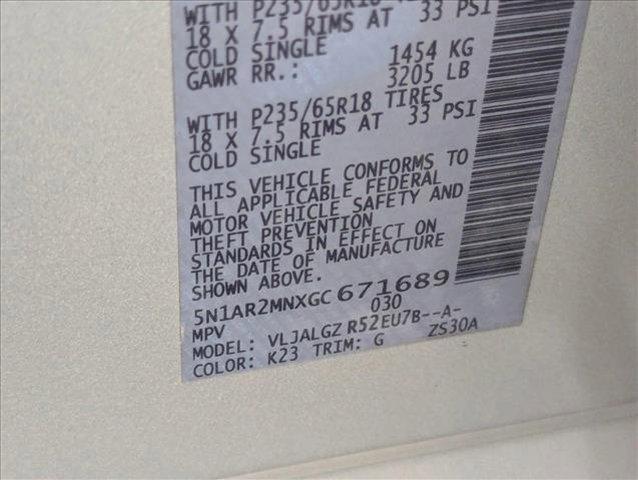 WITH P235/65R18
18 X 7.5 RIMS AT 33 PSI
COLD SINGLE
GAWR RR.: 1454 KG
3205 LB
WITH P235/65R18 TIRES
18 X 7.5 RIMS AT 33 PSI
COLD SINGLE
THIS VEHICLE CONFORMS TO
ALL APPLICABLE FEDERAL
MOTOR VEHICLE SAFETY AND
THEFT PREVENTION
STANDARDS IN EFFECT ON
THE DATE OF MANUFACTURE
SHOWN ABOVE.
5N1AR2MNXGC671689
MPV 030
MODEL: VLJALGZ R52EU7B--A-
COLOR: K23 TRIM: G ZS30A